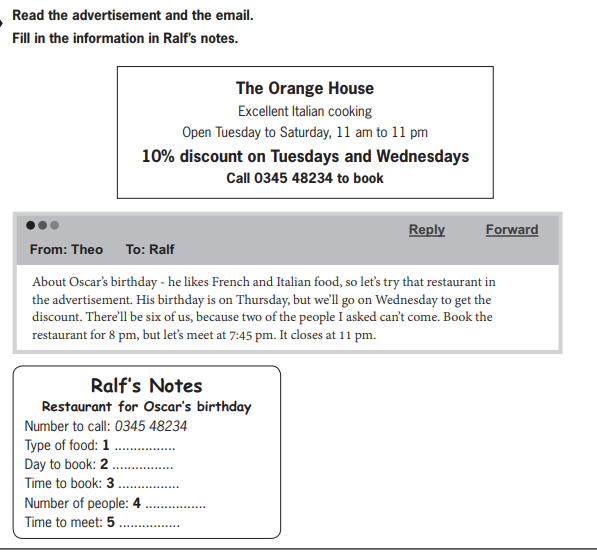 Read the advertisement and the email.
Fill in the information in Ralf's notes.
The Orange House
Excellent Italian cooking
Open Tuesday to Saturday, 11 am to 11 pm
10% discount on Tuesdays and Wednesdays
Call 0345 48234 to book
Reply Forward
From: Theo To: Ralf
About Oscar's birthday - he likes French and Italian food, so let's try that restaurant in
the advertisement. His birthday is on Thursday, but we'll go on Wednesday to get the
discount. There'll be six of us, because two of the people I asked can't come. Book the
restaurant for 8 pm, but let's meet at 7:45 pm. It closes at 11 pm.
Ralf's Notes
Restaurant for Oscar's birthday
Number to call: 0345 48234
Type of food: 1 ................
Day to book: 2 ................
Time to book: 3 ................
Number of people: 4 ................
Time to meet: 5 ................